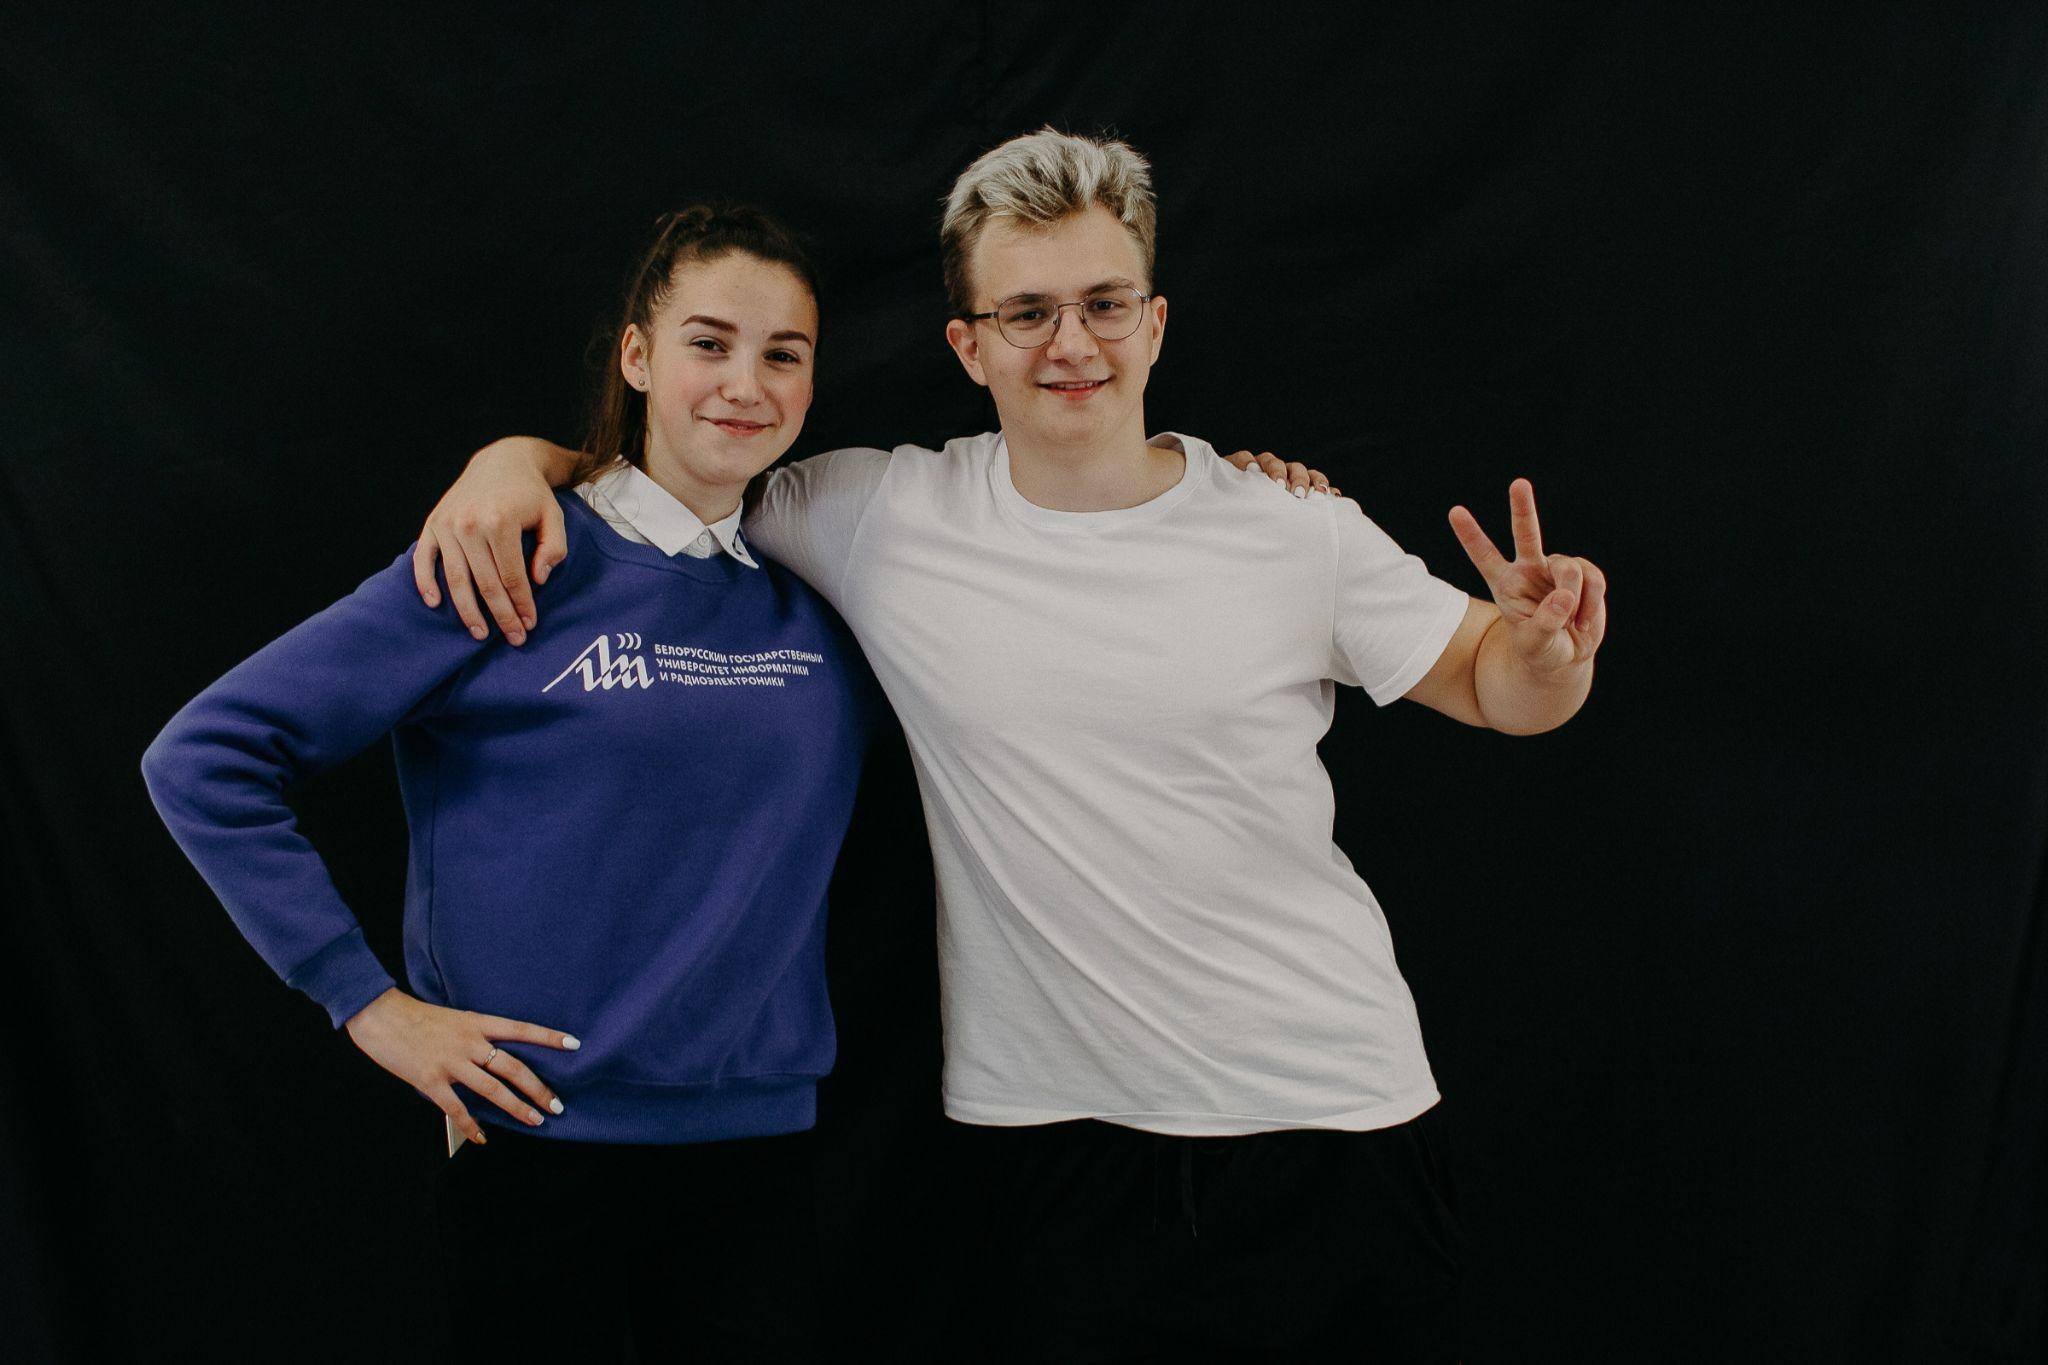 БЕЛОРУССКИЙ ГОСУДАРСТВЕННЫЙ
УНИВЕРСИТЕТ ИНФОРМАТИКИ
И РАДИОЭЛЕКТРОНИКИ